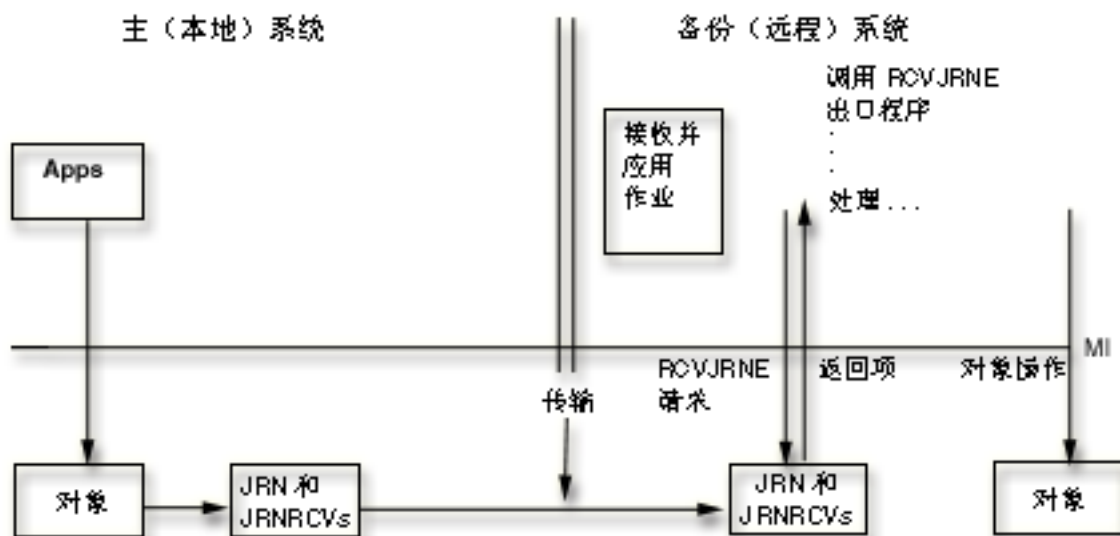 主（本地）系统
备份（远程）系统
调用 RCVJRNE
出口程序
.
.
.
处理...
接收并
应用
作业
Apps
MI
RCVJRNE
请求
返回项
对象操作
传输
对象
JRN 和
JRNRCVs
JRN 和
JRNRCVs
对象